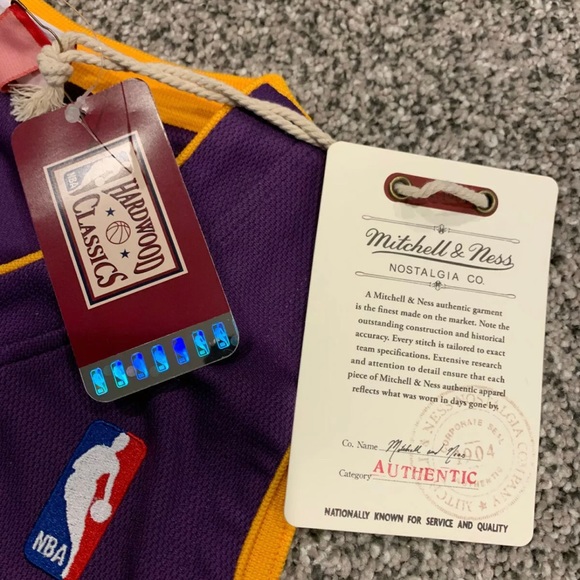 NBA
HARDWOOD
CLASSICS
NBA
Mitchell & Ness
NOSTALGIA CO.
A Mitchell & Ness authentic garment
is the finest made on the market. Note the
outstanding construction and historical
accuracy. Every stitch is tailored to exact
team specifications. Extensive research
and attention to detail ensure that each
piece of Mitchell & Ness authentic apparel
reflects what was worn in days gone by.
Co. Name Mitchell and Ness
Category AUTHENTIC
NATIONALLY KNOWN FOR SERVICE AND QUALITY